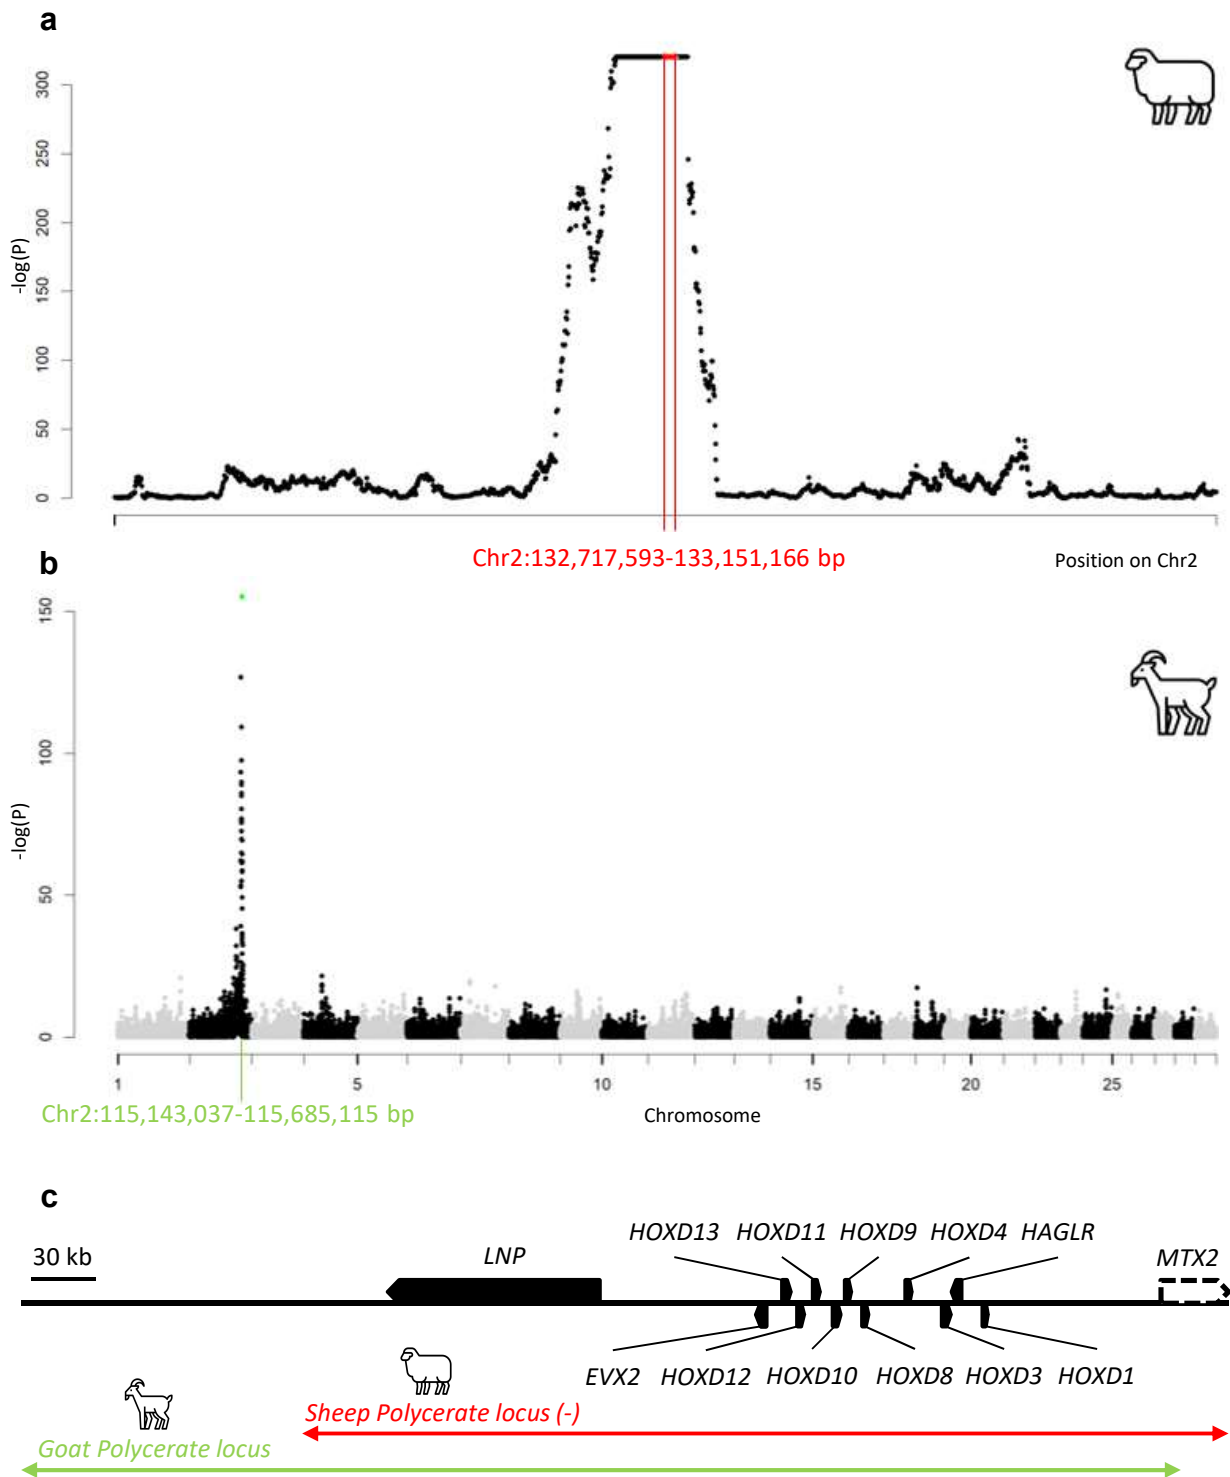 a
300
250
200
150
100
50
0
-log(P)
Chr2:132,717,593-133,151,166 bp
Position on Chr2
b
150
100
50
0
-log(P)
1 5 10 15 20 25
Chr2:115,143,037-115,685,115 bp
Chromosome
c
30 kb
LNP
HOXD13 HOXD11 HOXD9 HOXD4 HAGLR
MTX2
EVX2 HOXD12 HOXD10 HOXD8 HOXD3 HOXD1
Sheep Polycerate locus (-)
Goat Polycerate locus